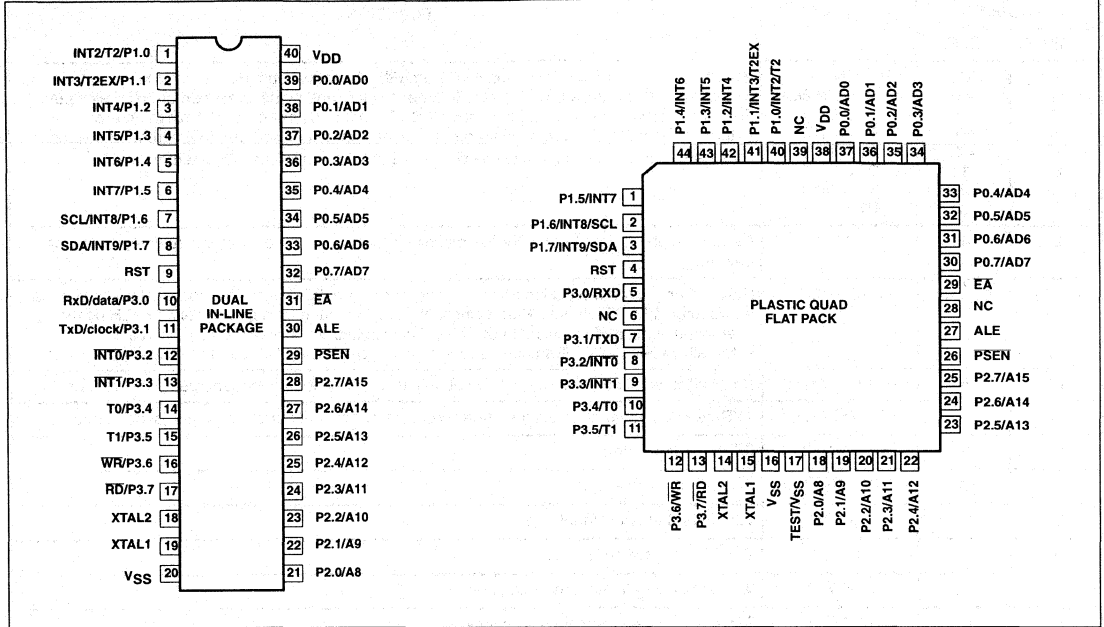 INT2/T2/P1.0 1
INT3/T2EX/P1.1 2
INT4/P1.2 3
INT5/P1.3 4
INT6/P1.4 5
INT7/P1.5 6
SCL/INT8/P1.6 7
SDA/INT9/P1.7 8
RST 9
RxD/data/P3.0 10
TxD/clock/P3.1 11
INT0/P3.2 12
INT1/P3.3 13
T0/P3.4 14
T1/P3.5 15
WR/P3.6 16
RD/P3.7 17
XTAL2 18
XTAL1 19
VSS 20
DUAL
IN-LINE
PACKAGE
40 VDD
39 P0.0/AD0
38 P0.1/AD1
37 P0.2/AD2
36 P0.3/AD3
35 P0.4/AD4
34 P0.5/AD5
33 P0.6/AD6
32 P0.7/AD7
31 EA
30 ALE
29 PSEN
28 P2.7/A15
27 P2.6/A14
26 P2.5/A13
25 P2.4/A12
24 P2.3/A11
23 P2.2/A10
22 P2.1/A9
21 P2.0/A8
P1.4/INT6 44
P1.3/INT5 43
P1.2/INT4 42
P1.1/INT3/T2EX 41
P1.0/INT2/T2 40
NC 39
VDD 38
P0.0/AD0 37
P0.1/AD1 36
P0.2/AD2 35
P0.3/AD3 34
P1.5/INT7 1
P1.6/INT8/SCL 2
P1.7/INT9/SDA 3
RST 4
P3.0/RXD 5
NC 6
P3.1/TXD 7
P3.2/INT0 8
P3.3/INT1 9
P3.4/T0 10
P3.5/T1 11
PLASTIC QUAD
FLAT PACK
33 P0.4/AD4
32 P0.5/AD5
31 P0.6/AD6
30 P0.7/AD7
29 EA
28 NC
27 ALE
26 PSEN
25 P2.7/A15
24 P2.6/A14
23 P2.5/A13
12 P3.6/WR
13 P3.7/RD
14 XTAL2
15 XTAL1
16 VSS
17 TEST/VSS
18 P2.0/A8
19 P2.1/A9
20 P2.2/A10
21 P2.3/A11
22 P2.4/A12